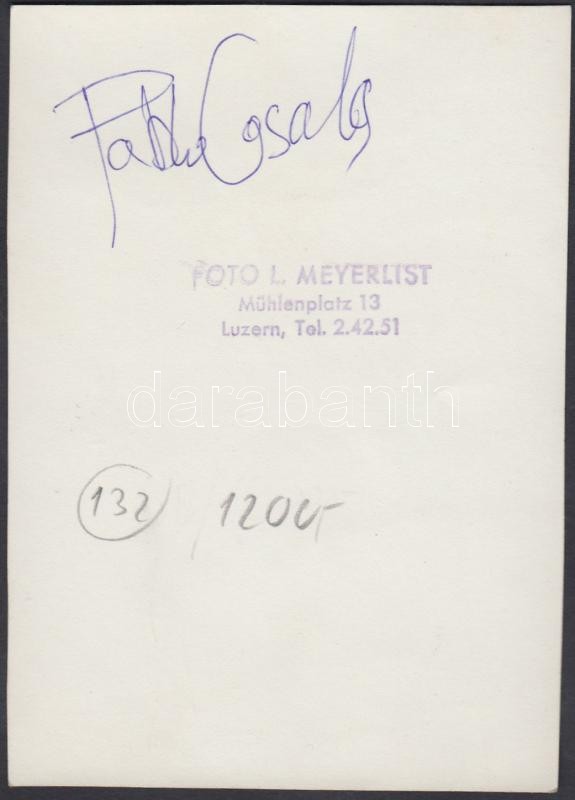 Pablo Casals
FOTO L. MEYERLIST
Mühlenplatz 13
Luzern, Tel. 2.42.51
darabanth
132 1200,-